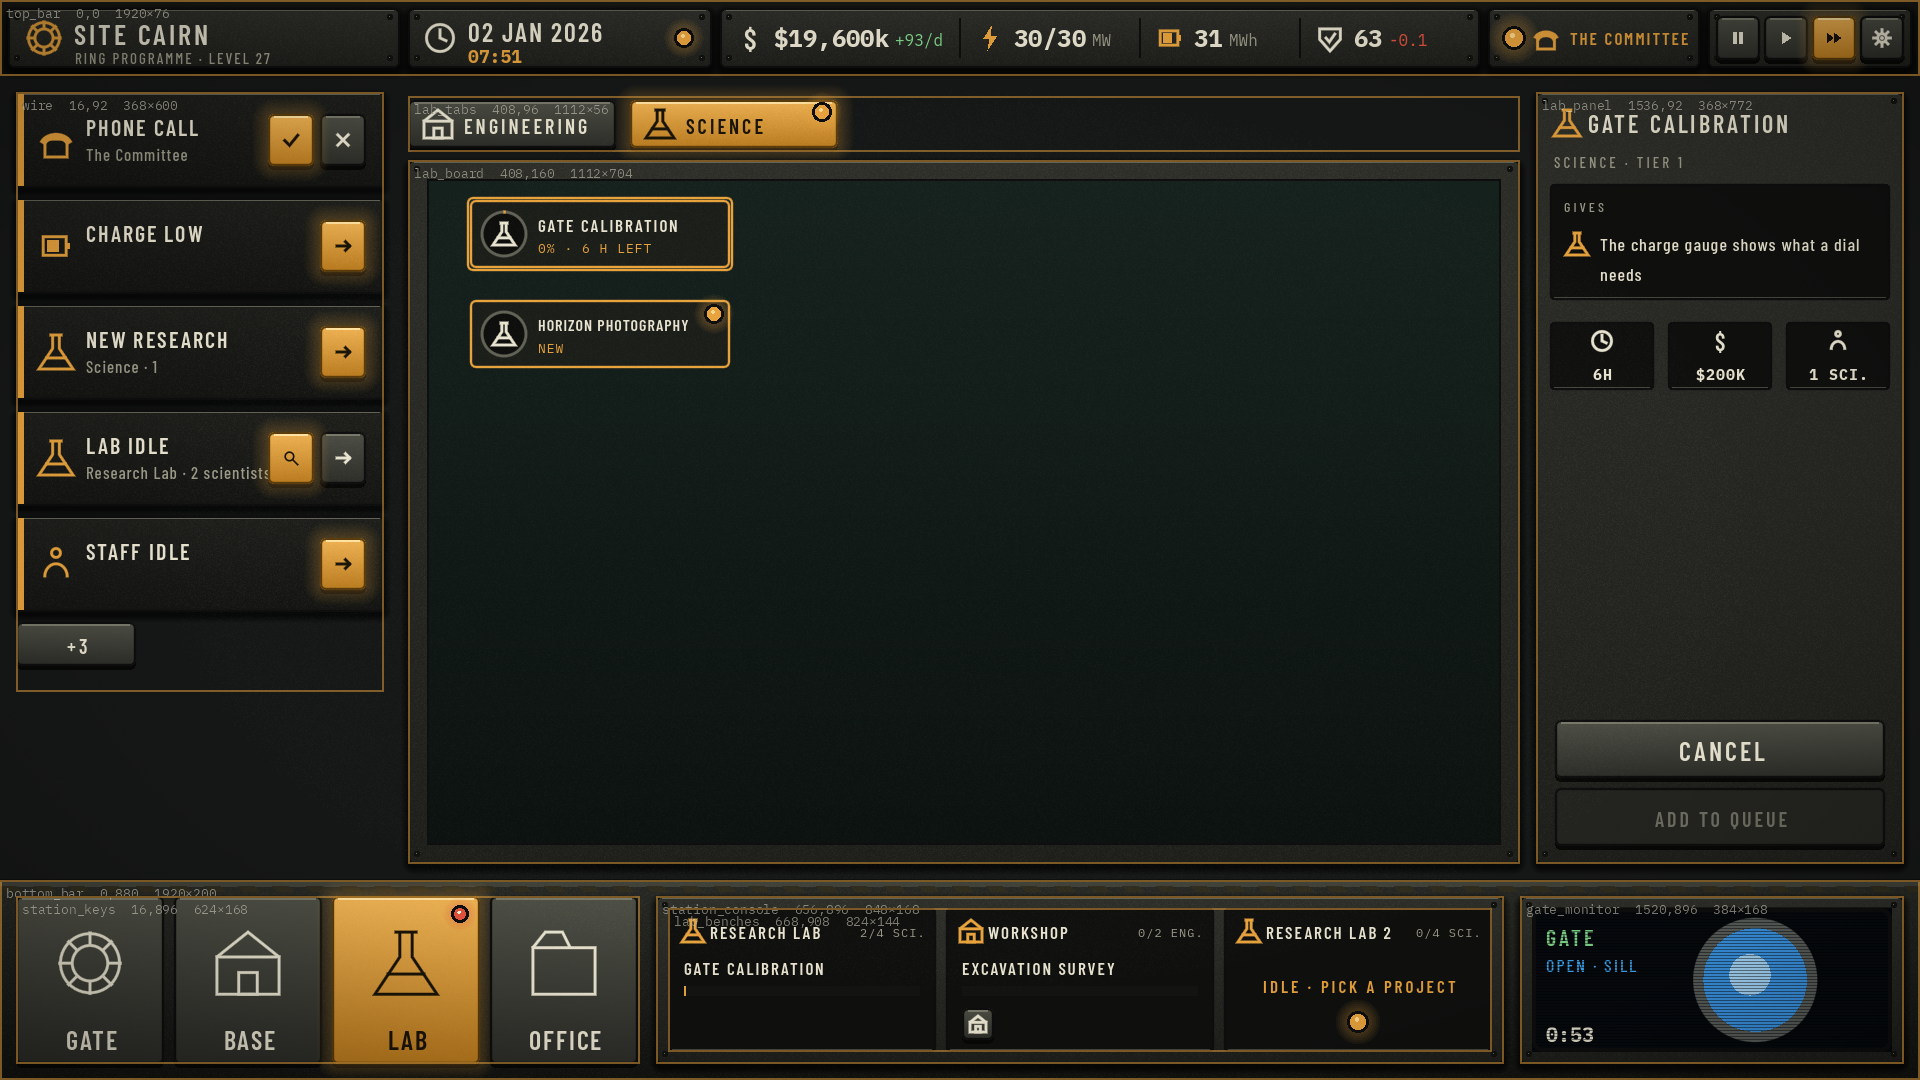 top_bar 0,0 1920×76
SITE CAIRN
RING PROGRAMME · LEVEL 27
02 JAN 2026
07:51
$ $19,600k +93/d
30/30 MW
31 MWh
63 -0.1
THE COMMITTEE
wire 16,92 368×600
PHONE CALL
The Committee
CHARGE LOW
NEW RESEARCH
Science · 1
LAB IDLE
Research Lab · 2 scientists
STAFF IDLE
+3
lab_tabs 408,96 1112×56
ENGINEERING
SCIENCE
lab_board 408,160 1112×704
GATE CALIBRATION
0% · 6 H LEFT
HORIZON PHOTOGRAPHY
NEW
lab_panel 1536,92 368×772
GATE CALIBRATION
SCIENCE · TIER 1
GIVES
The charge gauge shows what a dial
needs
6H
$
$200K
1 SCI.
CANCEL
ADD TO QUEUE
bottom_bar 0,880 1920×200
station_keys 16,896 624×168
GATE
BASE
LAB
OFFICE
station_console 656,896 848×168
lab_benches 668,908 824×144
RESEARCH LAB 2/4 SCI.
GATE CALIBRATION
WORKSHOP 0/2 ENG.
EXCAVATION SURVEY
RESEARCH LAB 2 0/4 SCI.
IDLE · PICK A PROJECT
gate_monitor 1520,896 384×168
GATE
OPEN · SILL
0:53